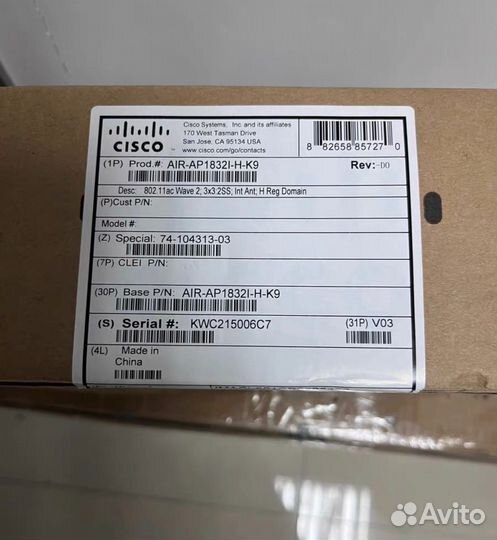 CISCO
Cisco Systems, Inc. and its affiliates
170 West Tasman Drive
San Jose, CA 95134 USA
www.cisco.com/go/contacts
8 82658 85727 0
(1P) Prod.#: AIR-AP1832I-H-K9
Rev: -D0
Desc: 802.11ac Wave 2; 3x3:2SS; Int Ant; H Reg Domain
(P)Cust P/N:
Model #:
(Z) Special: 74-104313-03
(7P) CLEI P/N:
(30P) Base P/N: AIR-AP1832I-H-K9
(S) Serial #: KWC215006C7
(31P) V03
(4L) Made in
China
Avito